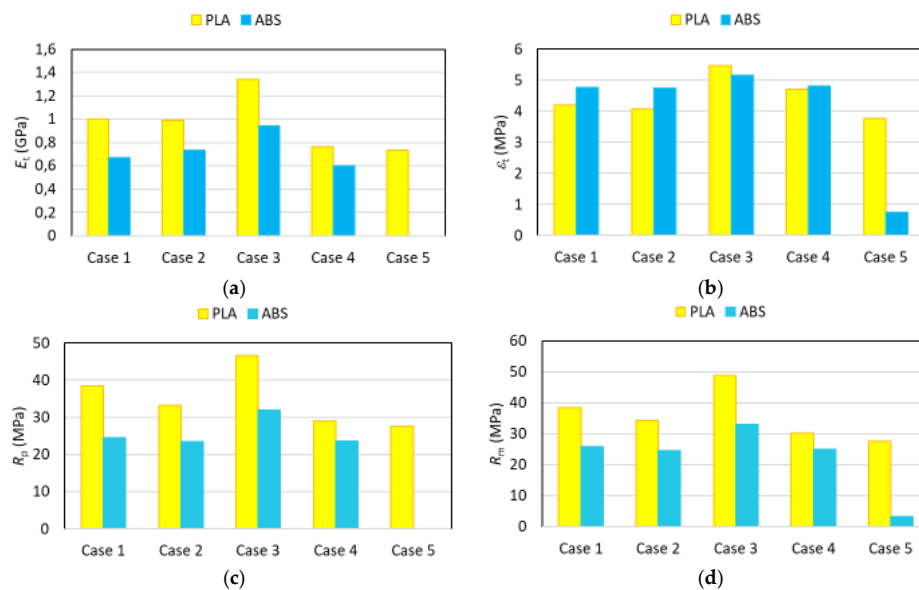 PLA ABS
1,6
1,4
1,2
1
0,8
0,6
0,4
0,2
0
Et (GPa)
Case 1 Case 2 Case 3 Case 4 Case 5
(a)
PLA ABS
6
5
4
3
2
1
0
Ɛt (MPa)
Case 1 Case 2 Case 3 Case 4 Case 5
(b)
PLA ABS
50
40
30
20
10
0
Rp (MPa)
Case 1 Case 2 Case 3 Case 4 Case 5
(c)
PLA ABS
60
50
40
30
20
10
0
Rm (MPa)
Case 1 Case 2 Case 3 Case 4 Case 5
(d)